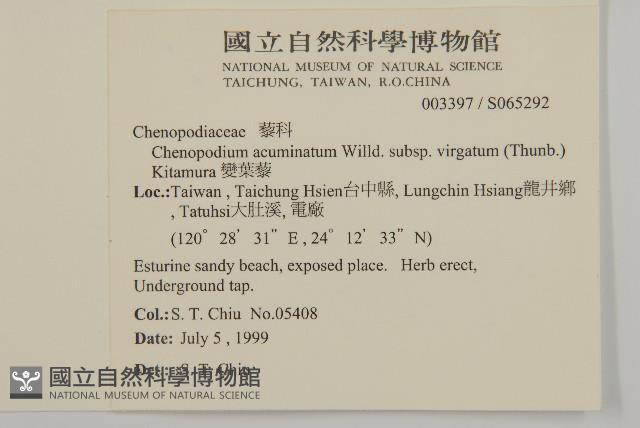 國立自然科學博物館
NATIONAL MUSEUM OF NATURAL SCIENCE
TAICHUNG, TAIWAN, R.O.CHINA
003397 / S065292
Chenopodiaceae 藜科
Chenopodium acuminatum Willd. subsp. virgatum (Thunb.)
Kitamura 變葉藜
Loc.:Taiwan , Taichung Hsien台中縣, Lungchin Hsiang龍井鄉
, Tatuhsi大肚溪, 電廠
(120° 28’ 31” E , 24° 12’ 33” N)
Esturine sandy beach, exposed place. Herb erect,
Underground tap.
Col.: S. T. Chiu No.05408
Date: July 5 , 1999
Det.: S. T. Chiu
國立自然科學博物館
NATIONAL MUSEUM OF NATURAL SCIENCE